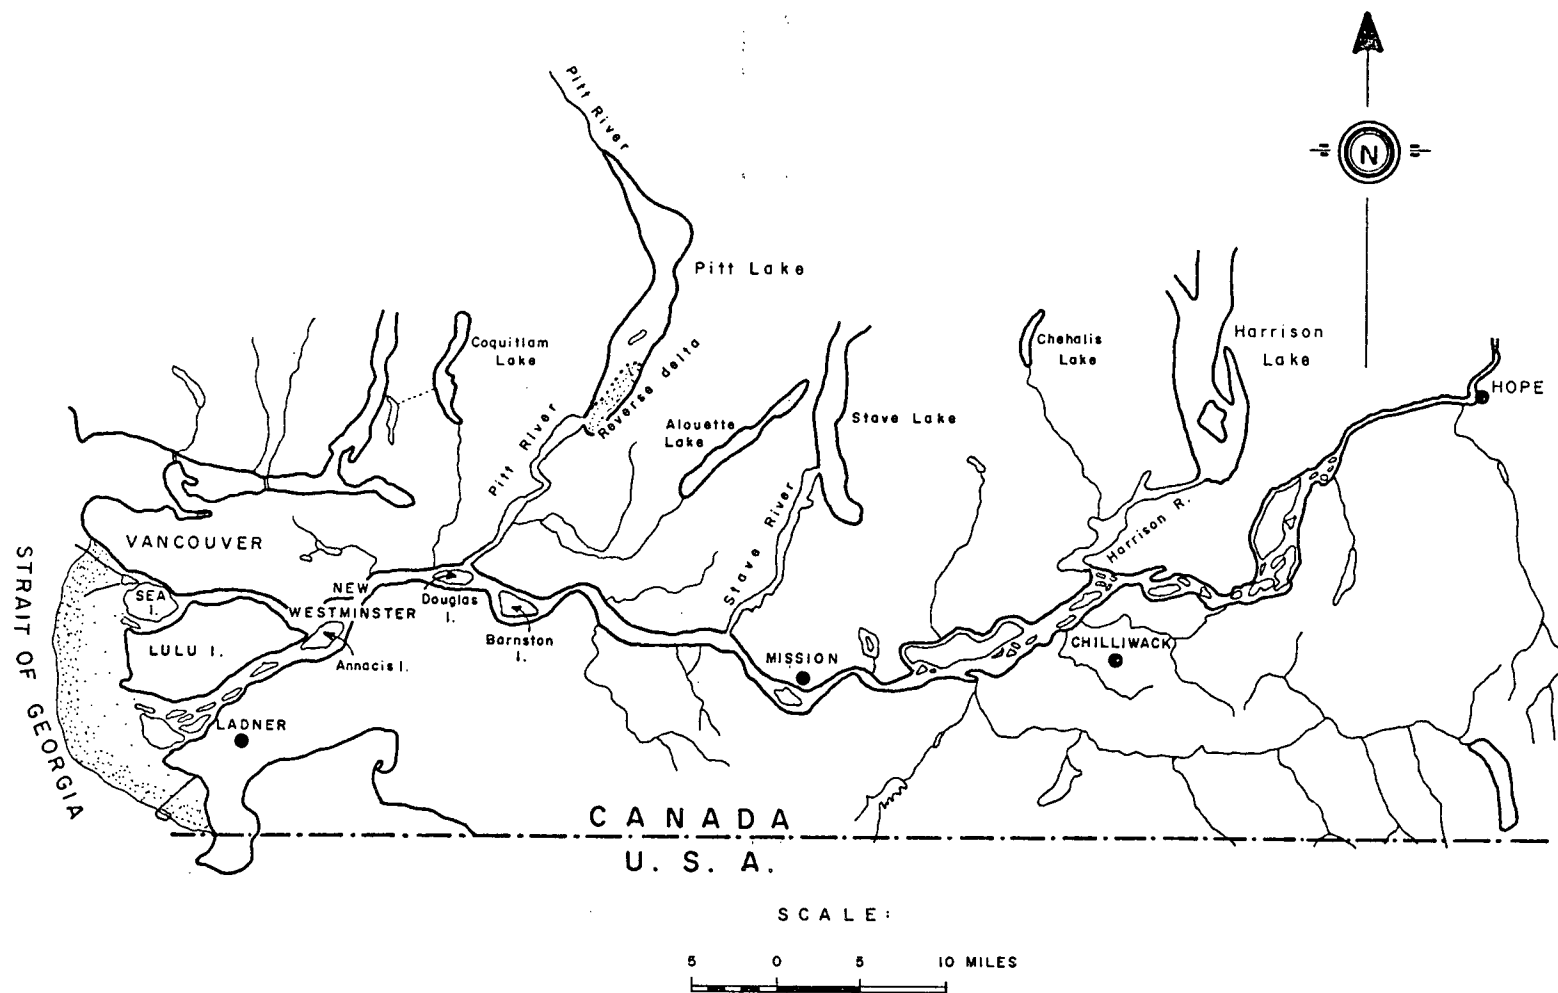 Pitt River
N
Pitt Lake
Coquitlam
Lake
Chehalis
Lake
Harrison
Lake
HOPE
Reverse delta
Pitt River
Alouette
Lake
Stave Lake
Stave River
Harrison R.
VANCOUVER
STRAIT OF GEORGIA
SEA
I.
NEW
WESTMINSTER
Douglas
I.
Barnston
I.
LULU I.
Annacis I.
MISSION
CHILLIWACK
LADNER
CANADA
U. S. A.
SCALE:
5 0 5 10 MILES